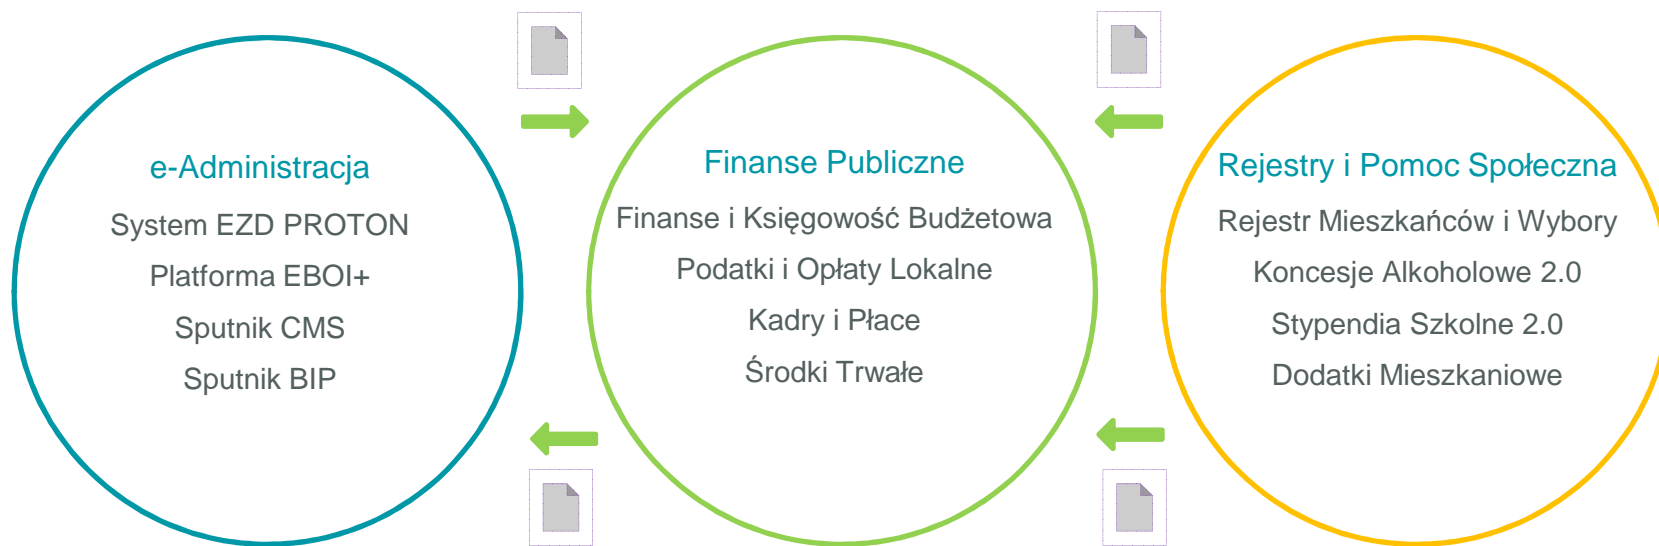 e-Administracja
System EZD PROTON
Platforma EBOI+
Sputnik CMS
Sputnik BIP
Finanse Publiczne
Finanse i Księgowość Budżetowa
Podatki i Opłaty Lokalne
Kadry i Płace
Środki Trwałe
Rejestry i Pomoc Społeczna
Rejestr Mieszkańców i Wybory
Koncesje Alkoholowe 2.0
Stypendia Szkolne 2.0
Dodatki Mieszkaniowe